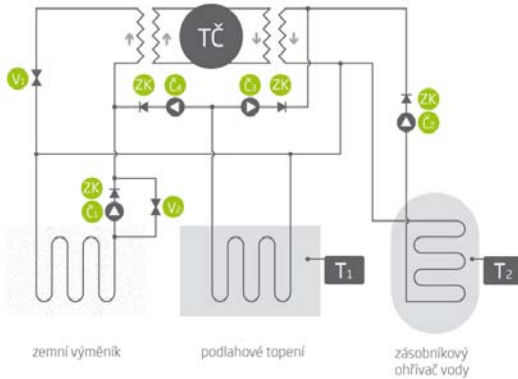 TČ
V₁
ZK
Č₄
Č₃
ZK
ZK
Č₂
ZK
Č₁
V₂
T₁
T₂
zemní výměník
podlahové topení
zásobníkový
ohřívač vody